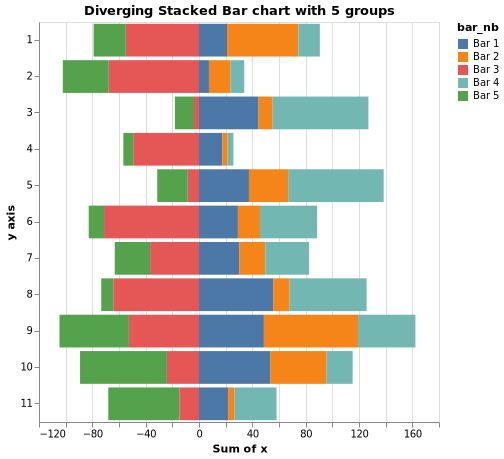 Diverging Stacked Bar chart with 5 groups
bar_nb
Bar 1
Bar 2
Bar 3
Bar 4
Bar 5
y axis
1
2
3
4
5
6
7
8
9
10
11
−120 −80 −40 0 40 80 120 160
Sum of x